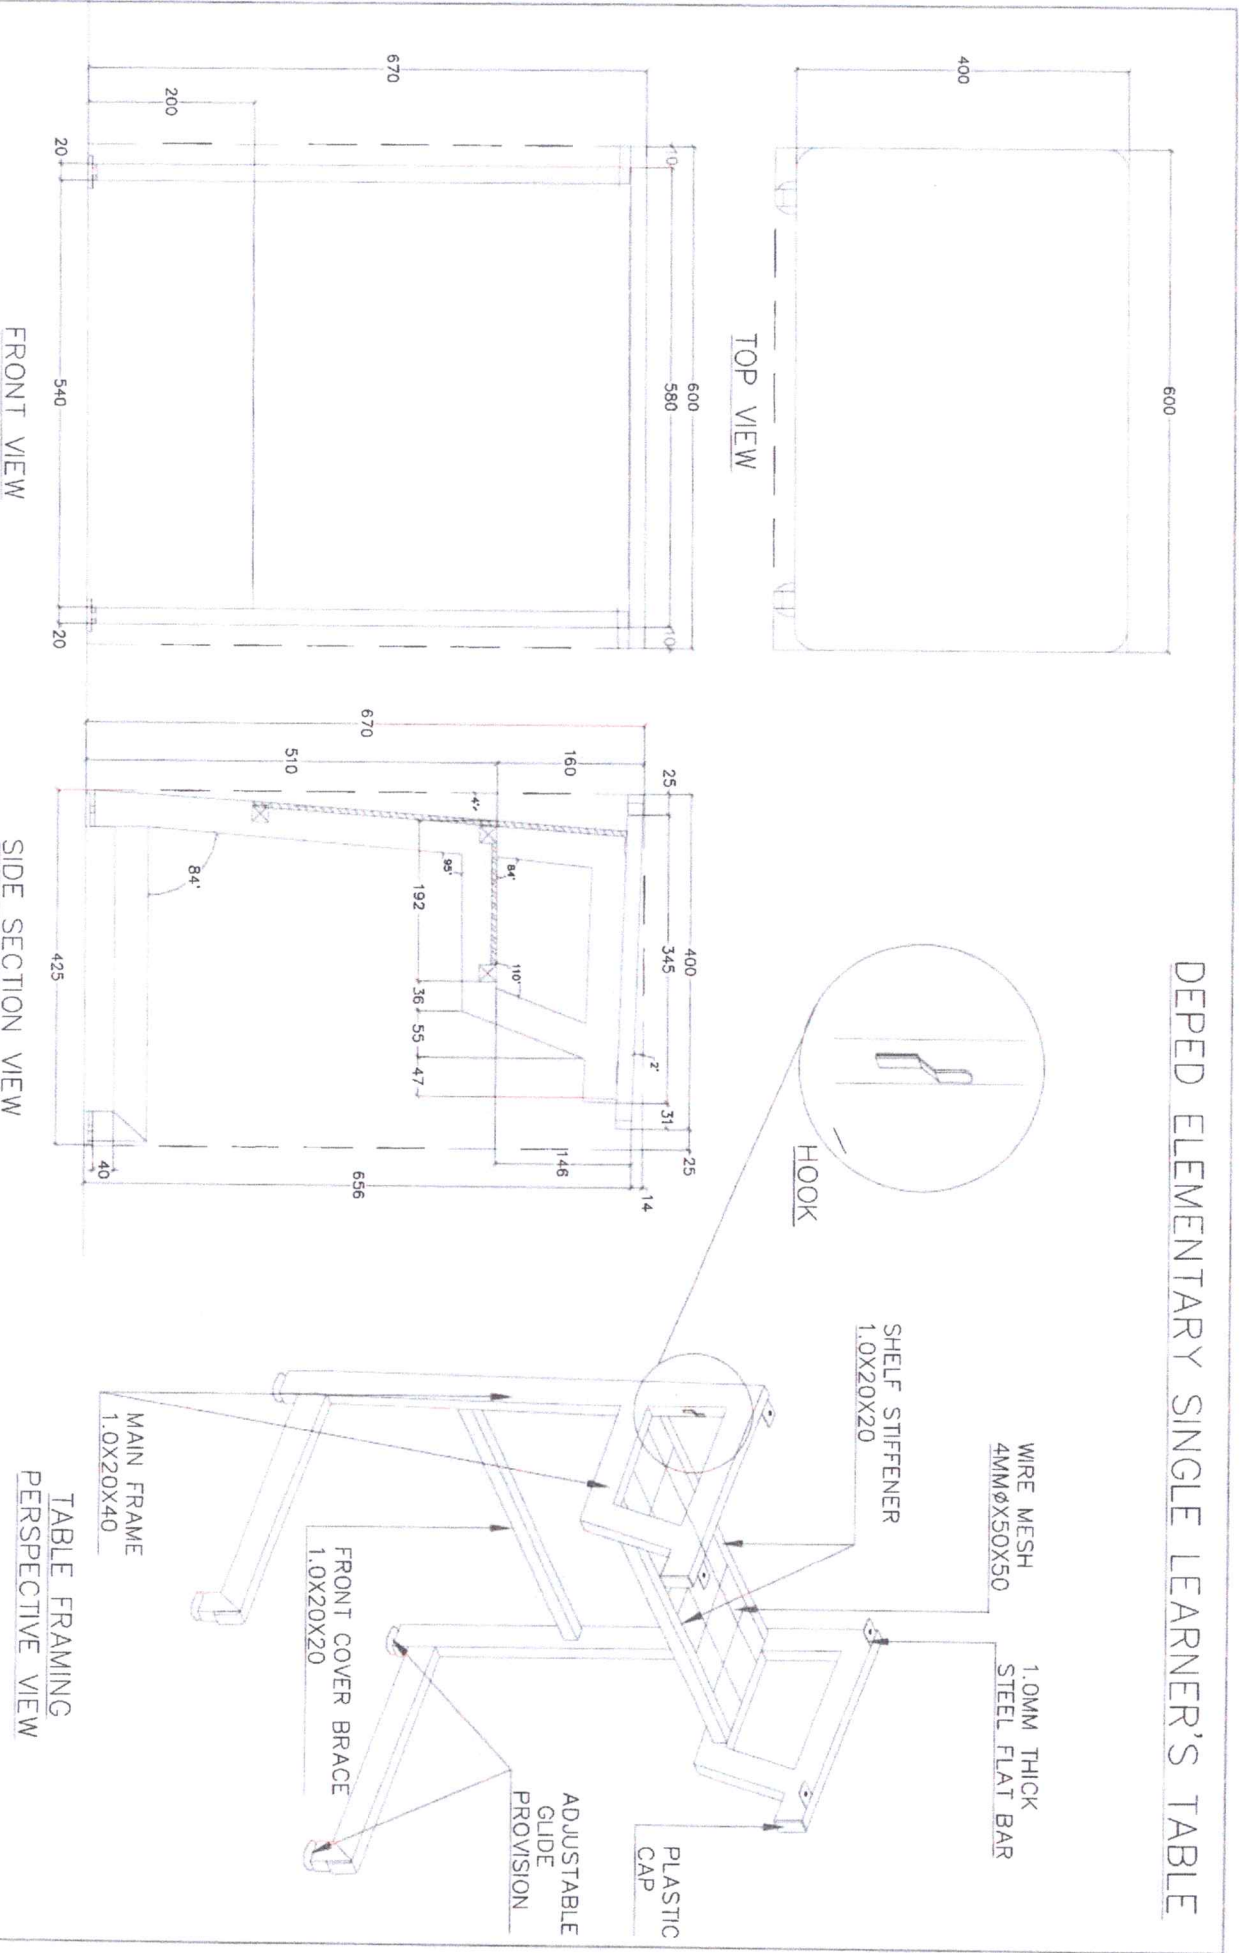 DEPED ELEMENTARY SINGLE LEARNER'S TABLE
600
400
TOP VIEW
HOOK
WIRE MESH
4MMØX50X50
1.0MM THICK
STEEL FLAT BAR
SHELF STIFFENER
1.0X20X20
PLASTIC
CAP
ADJUSTABLE
GLIDE
PROVISION
FRONT COVER BRACE
1.0X20X20
MAIN FRAME
1.0X20X40
TABLE FRAMING
PERSPECTIVE VIEW
600
10
580
10
670
200
20
540
20
FRONT VIEW
400
25
345
31
25
2'
14
160
146
670
510
656
4'
84'
110'
95'
192
36
55
47
84'
40
425
SIDE SECTION VIEW